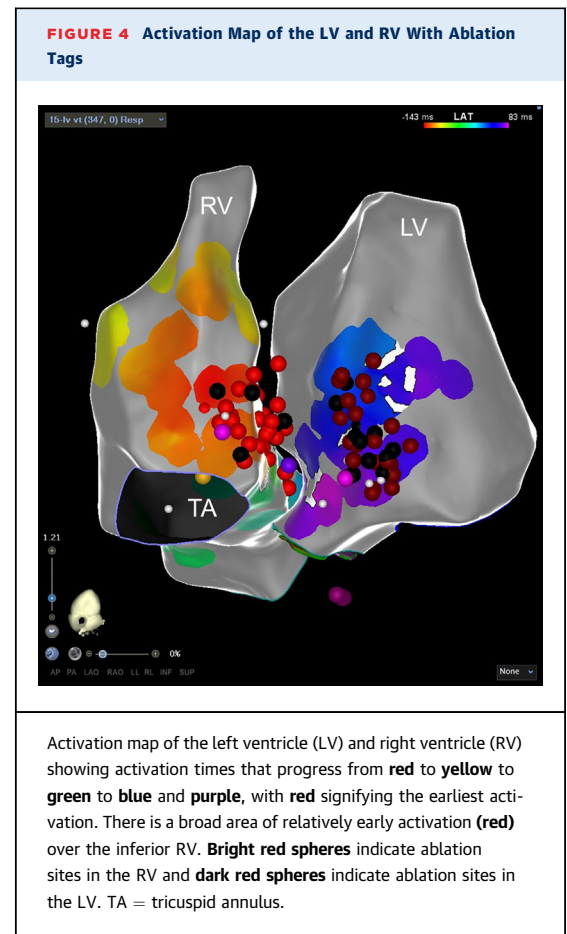 FIGURE 4 Activation Map of the LV and RV With Ablation
Tags
15-lv vt (347, 0) Resp
-143 ms LAT 83 ms
RV
LV
TA
1.21
0%
AP PA LAO RAO LL RL INF SUP
None
Activation map of the left ventricle (LV) and right ventricle (RV)
showing activation times that progress from red to yellow to
green to blue and purple, with red signifying the earliest acti-
vation. There is a broad area of relatively early activation (red)
over the inferior RV. Bright red spheres indicate ablation
sites in the RV and dark red spheres indicate ablation sites in
the LV. TA = tricuspid annulus.